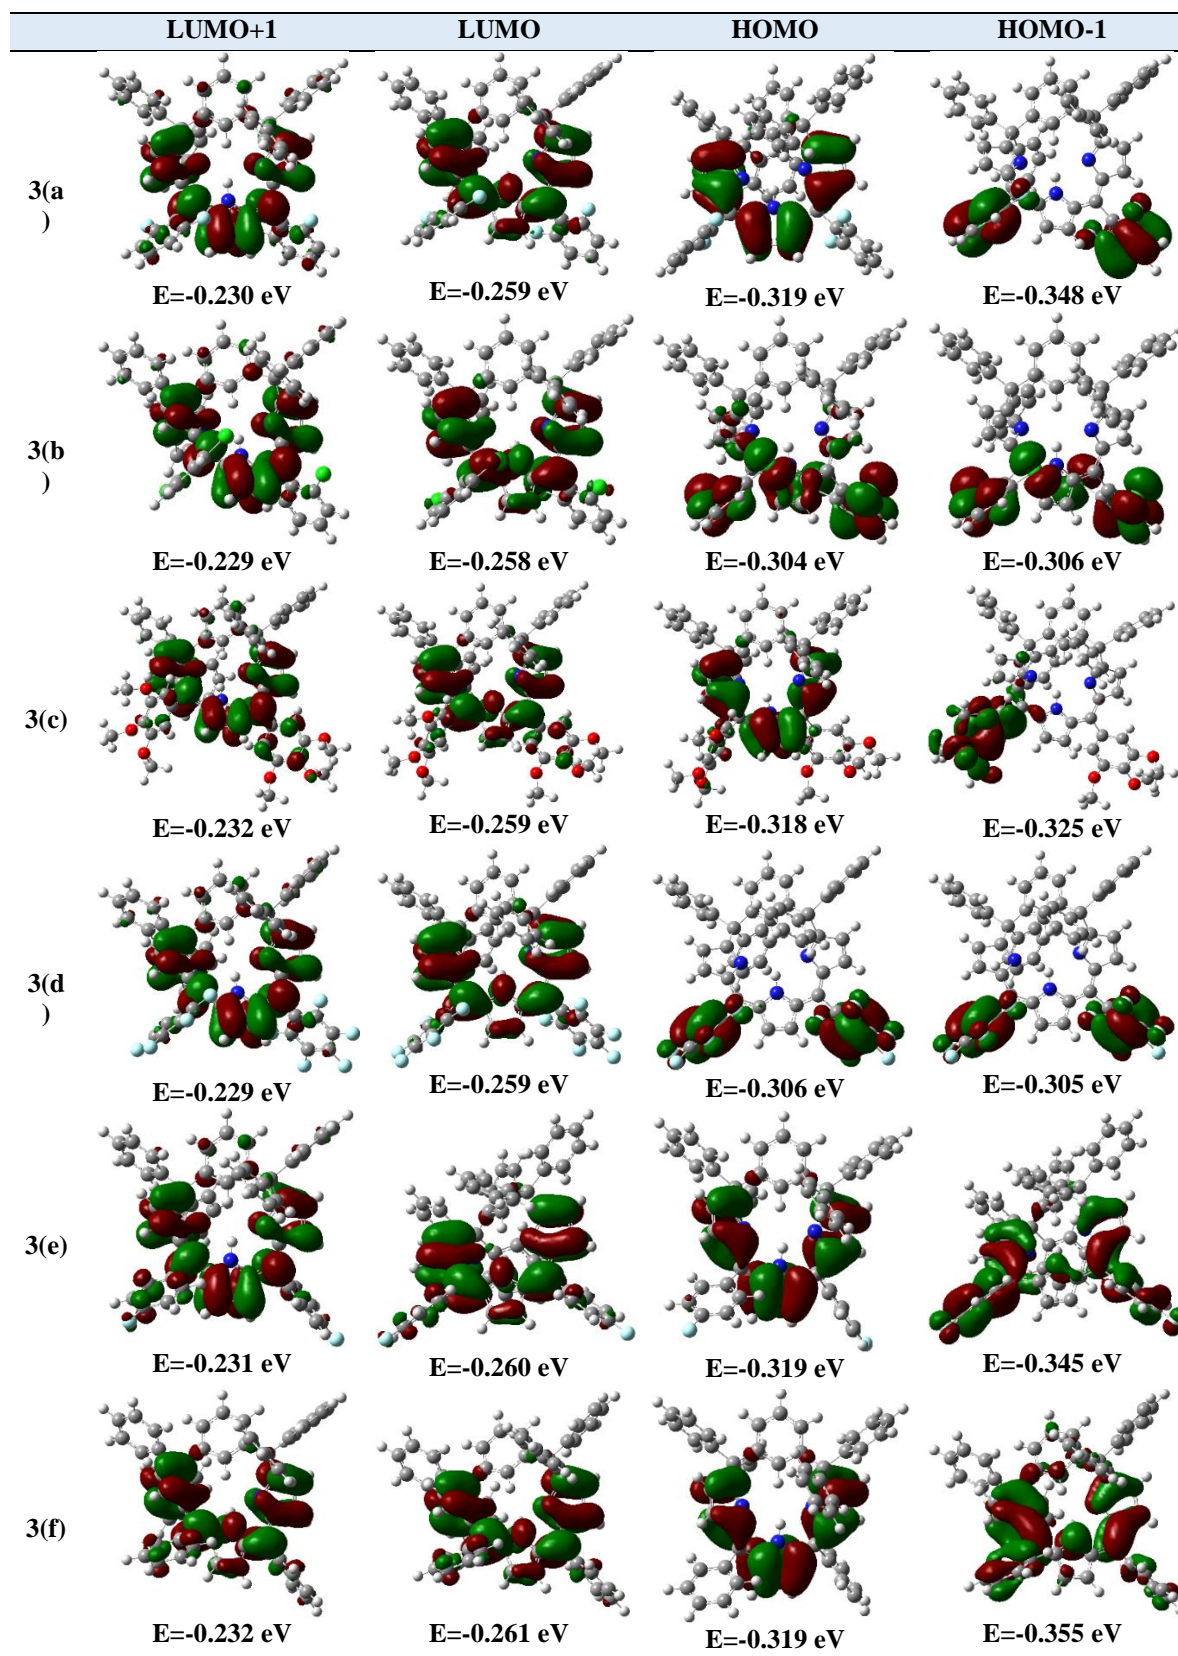 LUMO+1 LUMO HOMO HOMO-1
3(a
)
E=-0.230 eV E=-0.259 eV E=-0.319 eV E=-0.348 eV
3(b
)
E=-0.229 eV E=-0.258 eV E=-0.304 eV E=-0.306 eV
3(c)
E=-0.232 eV E=-0.259 eV E=-0.318 eV E=-0.325 eV
3(d
)
E=-0.229 eV E=-0.259 eV E=-0.306 eV E=-0.305 eV
3(e)
E=-0.231 eV E=-0.260 eV E=-0.319 eV E=-0.345 eV
3(f)
E=-0.232 eV E=-0.261 eV E=-0.319 eV E=-0.355 eV